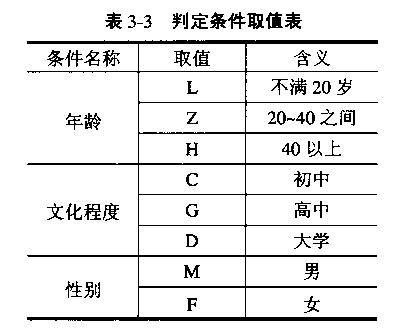 表 3-3 判定条件取值表
条件名称 取值 含义
年龄 L 不满 20 岁
Z 20~40 之间
H 40 以上
文化程度 C 初中
G 高中
D 大学
性别 M 男
F 女